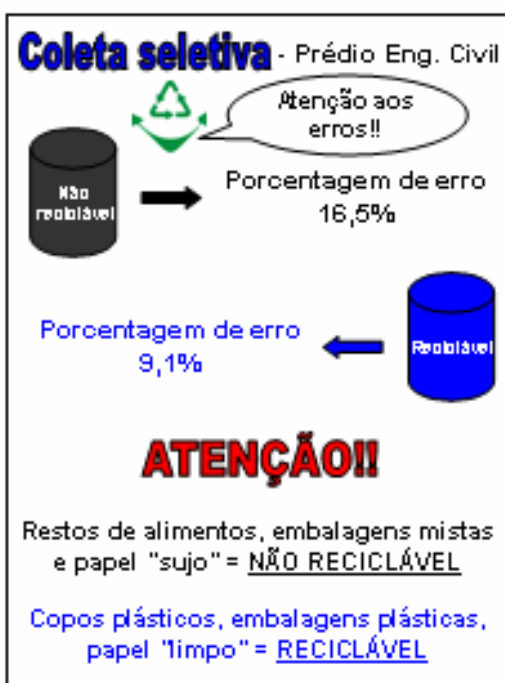 Coleta seletiva - Prédio Eng. Civil
Atenção aos
erros!!
Não
reciclável
Porcentagem de erro
16,5%
Porcentagem de erro
9,1%
Reciclável
ATENÇÃO!!
Restos de alimentos, embalagens mistas
e papel "sujo" = NÃO RECICLÁVEL
Copos plásticos, embalagens plásticas,
papel "limpo" = RECICLÁVEL